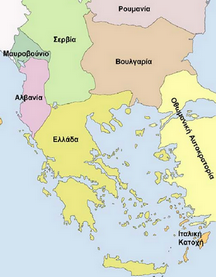 Ρουμανία
Σερβία
Μαυροβούνιο
Βουλγαρία
Αλβανία
Οθωμανική Αυτοκρατορία
Ελλάδα
Ιταλική
Κατοχή